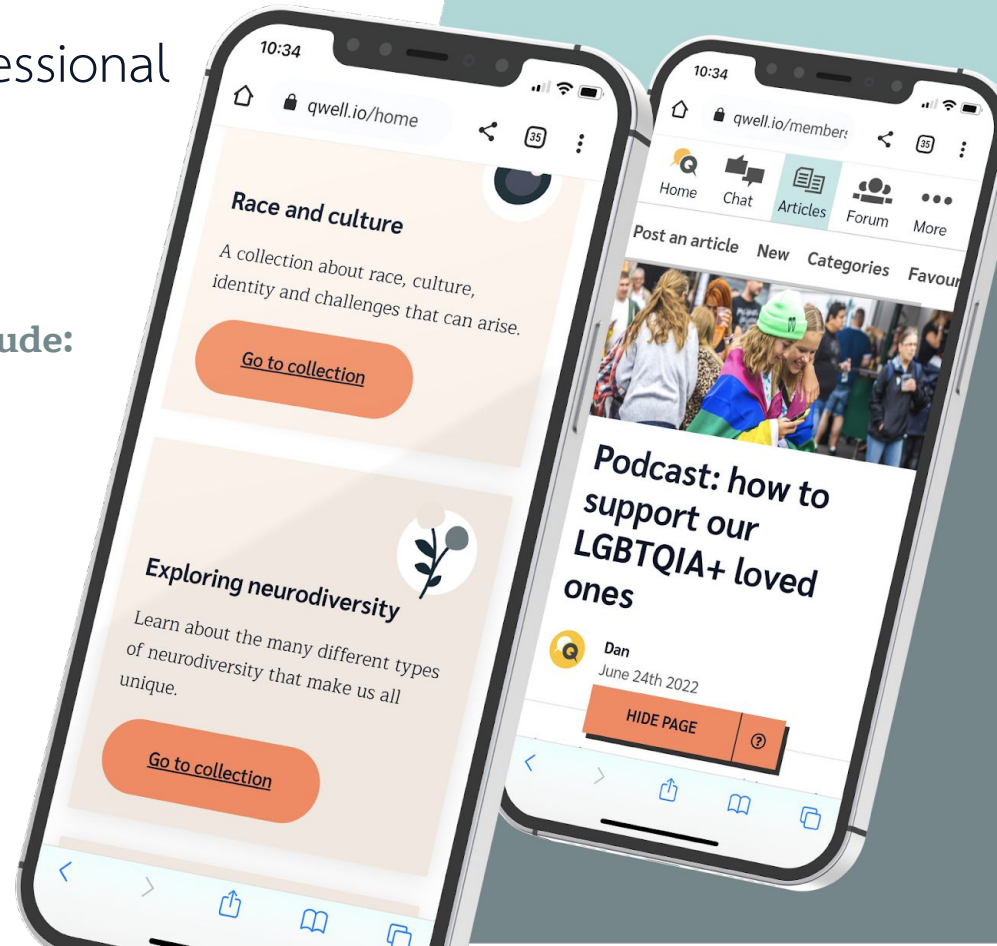 essional
ude:
10:34
qwell.io/home
35
Race and culture
A collection about race, culture,
identity and challenges that can arise.
Go to collection
Exploring neurodiversity
Learn about the many different types
of neurodiversity that make us all
unique.
Go to collection
10:34
qwell.io/members
35
Q
Home
Chat
Articles
Forum
More
Post an article
New
Categories
Favour
Podcast: how to
support our
LGBTQIA+ loved
ones
Q
Dan
June 24th 2022
HIDE PAGE
?